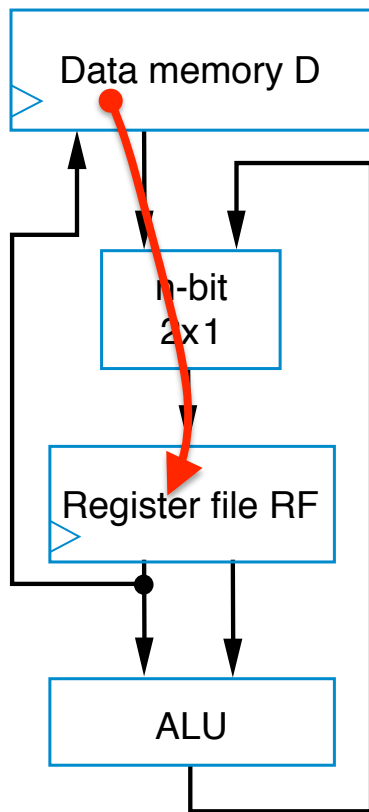 Data memory D
n-bit
2x1
Register file RF
ALU